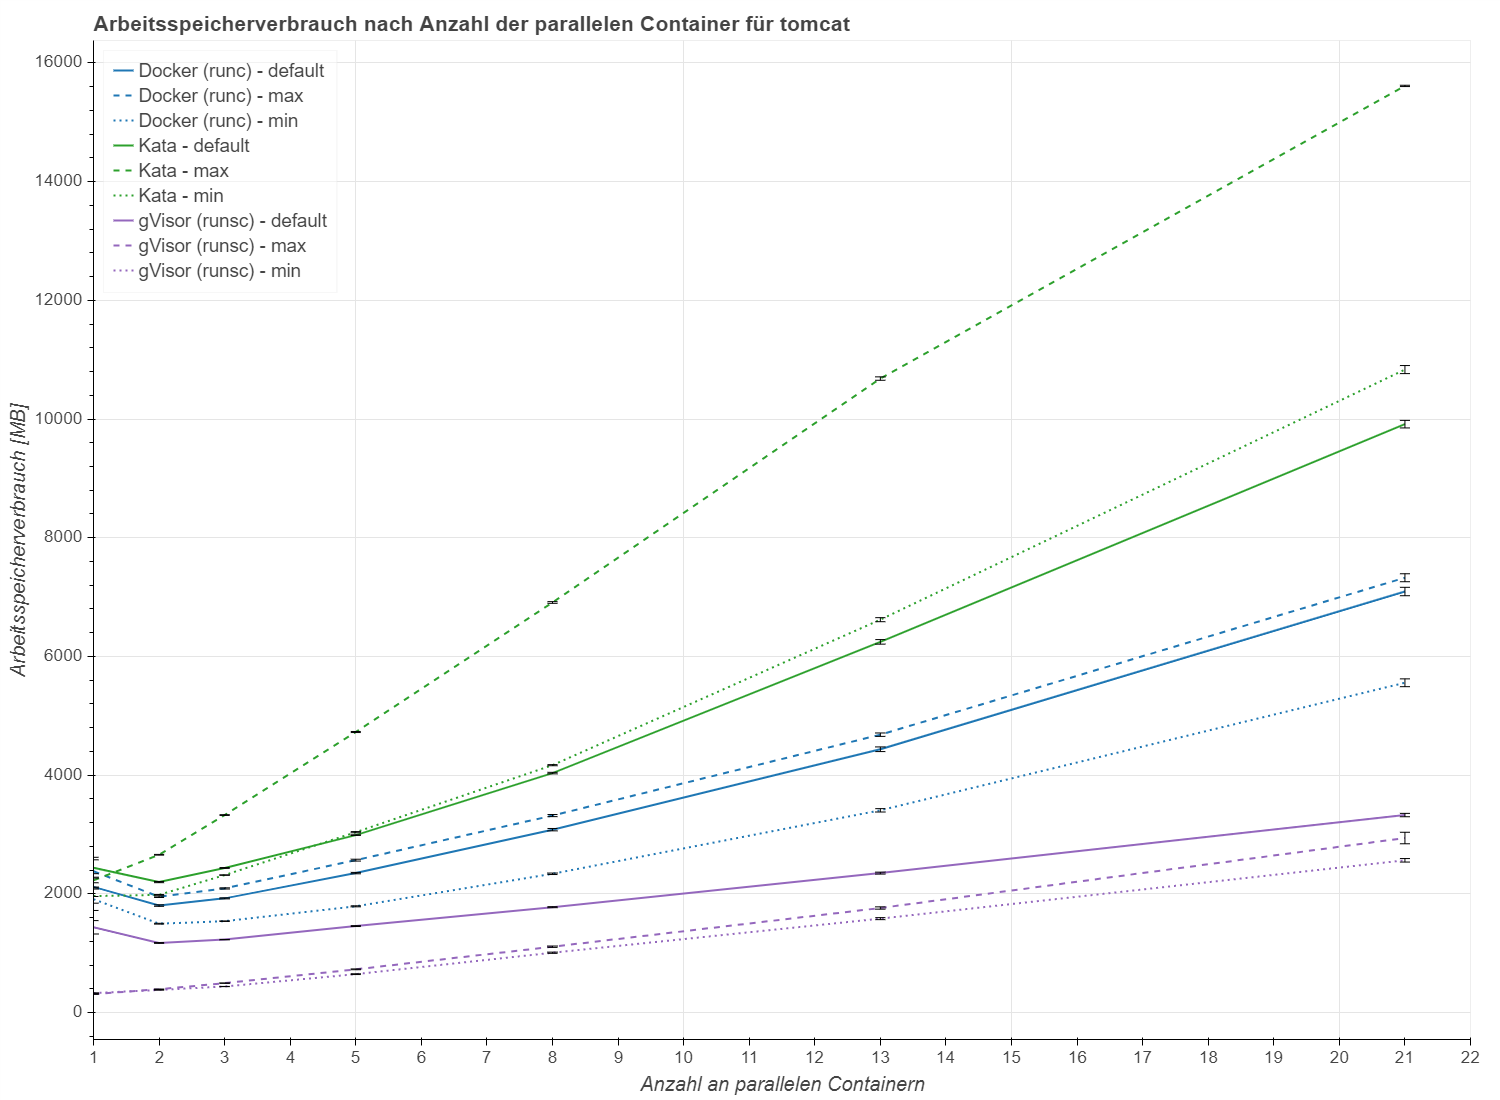 Arbeitsspeicherverbrauch nach Anzahl der parallelen Container für tomcat
Docker (runc) - default
Docker (runc) - max
Docker (runc) - min
Kata - default
Kata - max
Kata - min
gVisor (runsc) - default
gVisor (runsc) - max
gVisor (runsc) - min
16000
14000
12000
10000
8000
6000
4000
2000
0
Arbeitsspeicherverbrauch [MB]
1 2 3 4 5 6 7 8 9 10 11 12 13 14 15 16 17 18 19 20 21 22
Anzahl an parallelen Containern